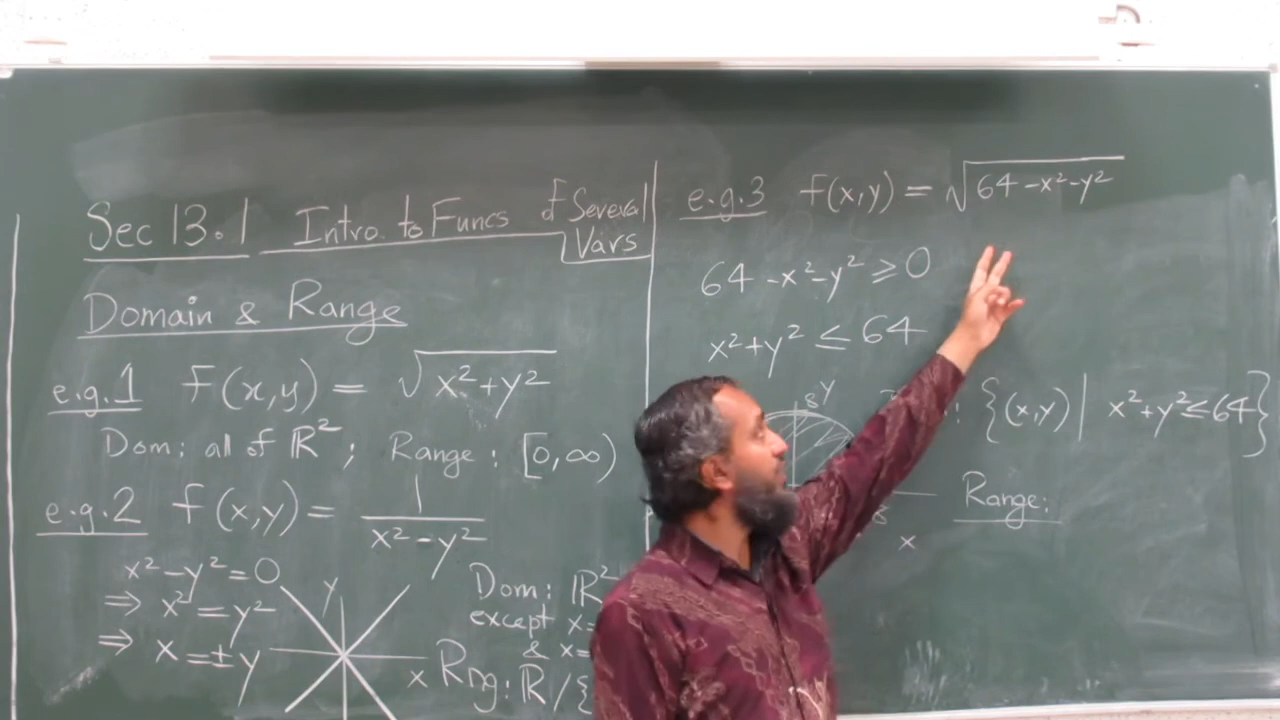 Sec 13.1 Intro. to Funcs of Several
Vars
Domain & Range
e.g.1 f(x,y) = √x²+y²
Dom: all of ℝ² ; Range : [0,∞)
e.g.2 f(x,y) = 1/x²-y²
x²-y²=0
⇒ x²=y²
⇒ x=±y
y
x
Dom: ℝ²
except x=
& x=
Rng: ℝ/{
e.g.3 f(x,y) = √64-x²-y²
64-x²-y² ≥ 0
x²+y² ≤ 64
8 y
8
x
: {(x,y) | x²+y²≤64}
Range: